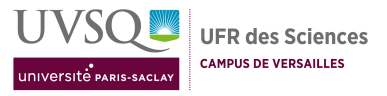 UVSQ
université PARIS-SACLAY
UFR des Sciences
CAMPUS DE VERSAILLES